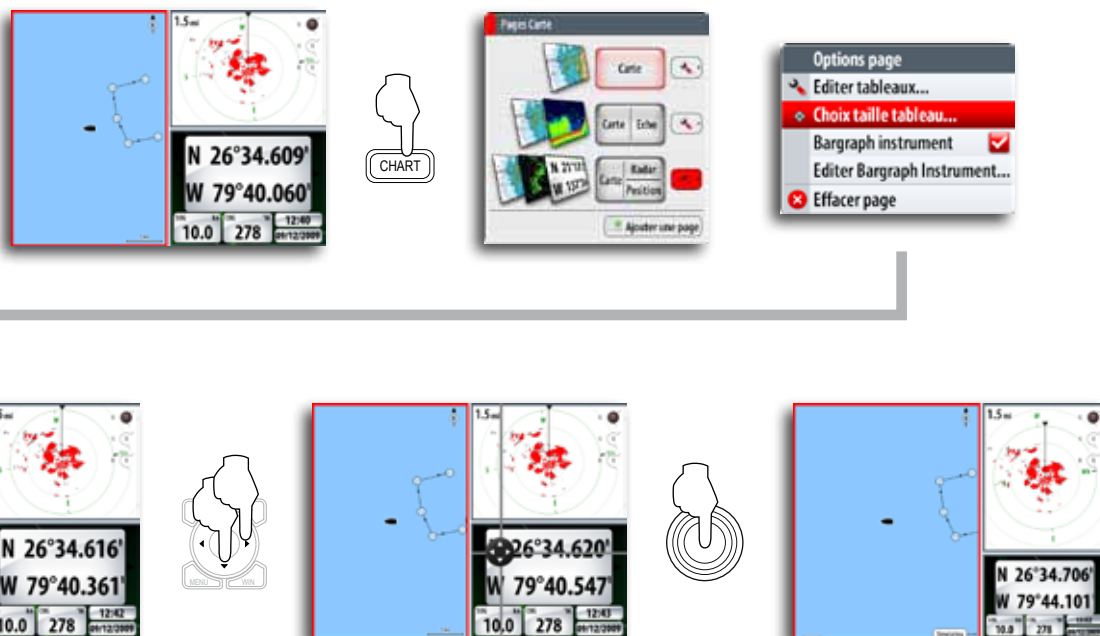 1.5 mi
N 26°34.609'
W 79°40.060'
12:40
10.0 278 09/12/2009
CHART
Pages Carte
Carte
Carte Echo
Carte Radar
Position
Ajouter une page
Options page
Editer tableaux...
Choix taille tableau...
Bargraph instrument
Editer Bargraph Instrument...
Effacer page
N 26°34.616'
W 79°40.361'
12:42
10.0 278 09/12/2009
MENU WIN
1.5 mi
26°34.620'
W 79°40.547'
12:43
10.0 278 09/12/2009
1.5 mi
N 26°34.706'
W 79°44.101'
10.0 278